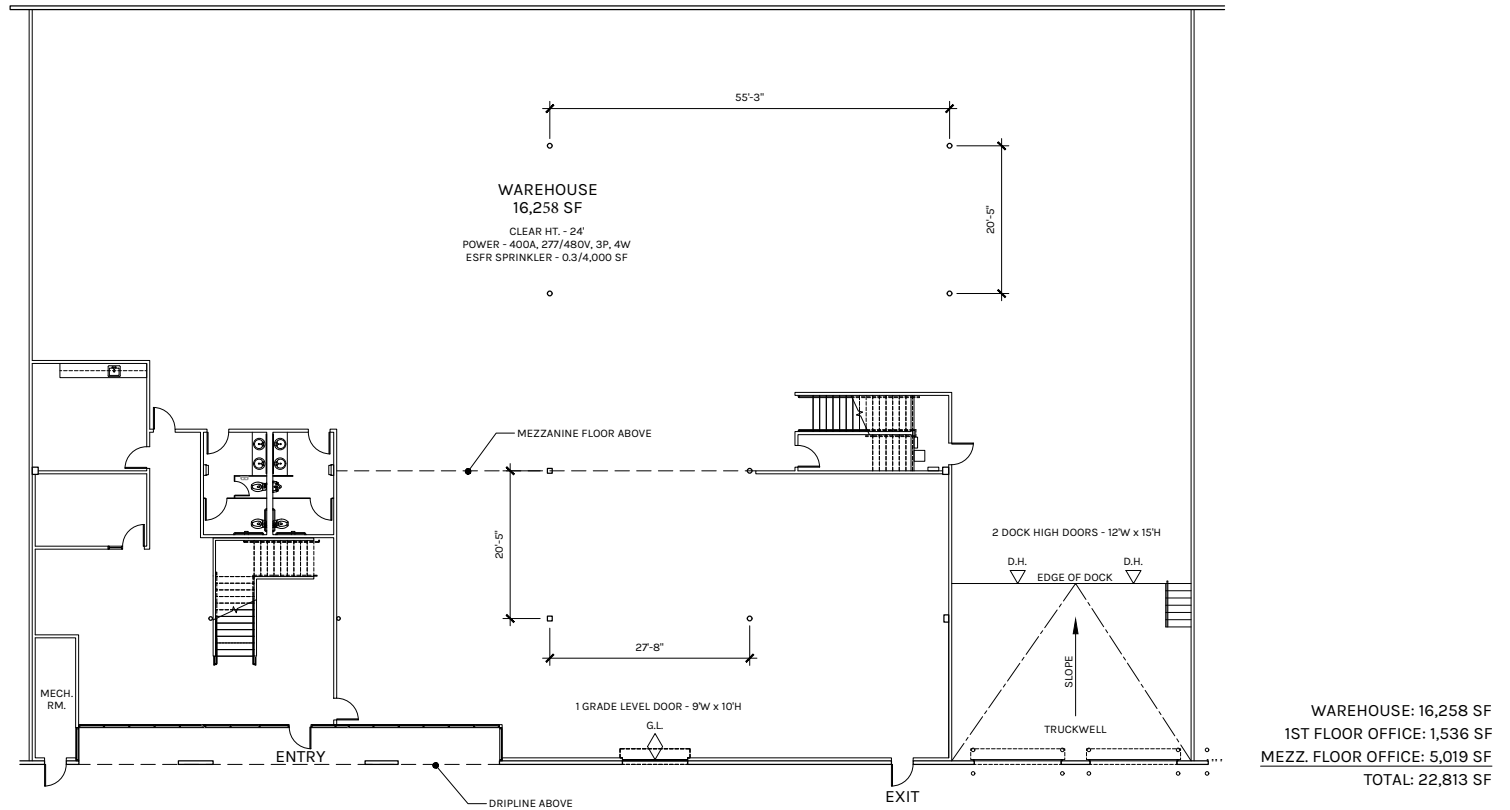 55'-3"
WAREHOUSE
16,258 SF
CLEAR HT. - 24'
POWER - 400A, 277/480V, 3P, 4W
ESFR SPRINKLER - 0.3/4,000 SF
20'-5"
MEZZANINE FLOOR ABOVE
20'-5"
2 DOCK HIGH DOORS - 12'W x 15'H
D.H.
D.H.
EDGE OF DOCK
27'-8"
SLOPE
MECH.
RM.
1 GRADE LEVEL DOOR - 9'W x 10'H
G.L.
TRUCKWELL
ENTRY
EXIT
DRIPLINE ABOVE
WAREHOUSE: 16,258 SF
1ST FLOOR OFFICE: 1,536 SF
MEZZ. FLOOR OFFICE: 5,019 SF
TOTAL: 22,813 SF